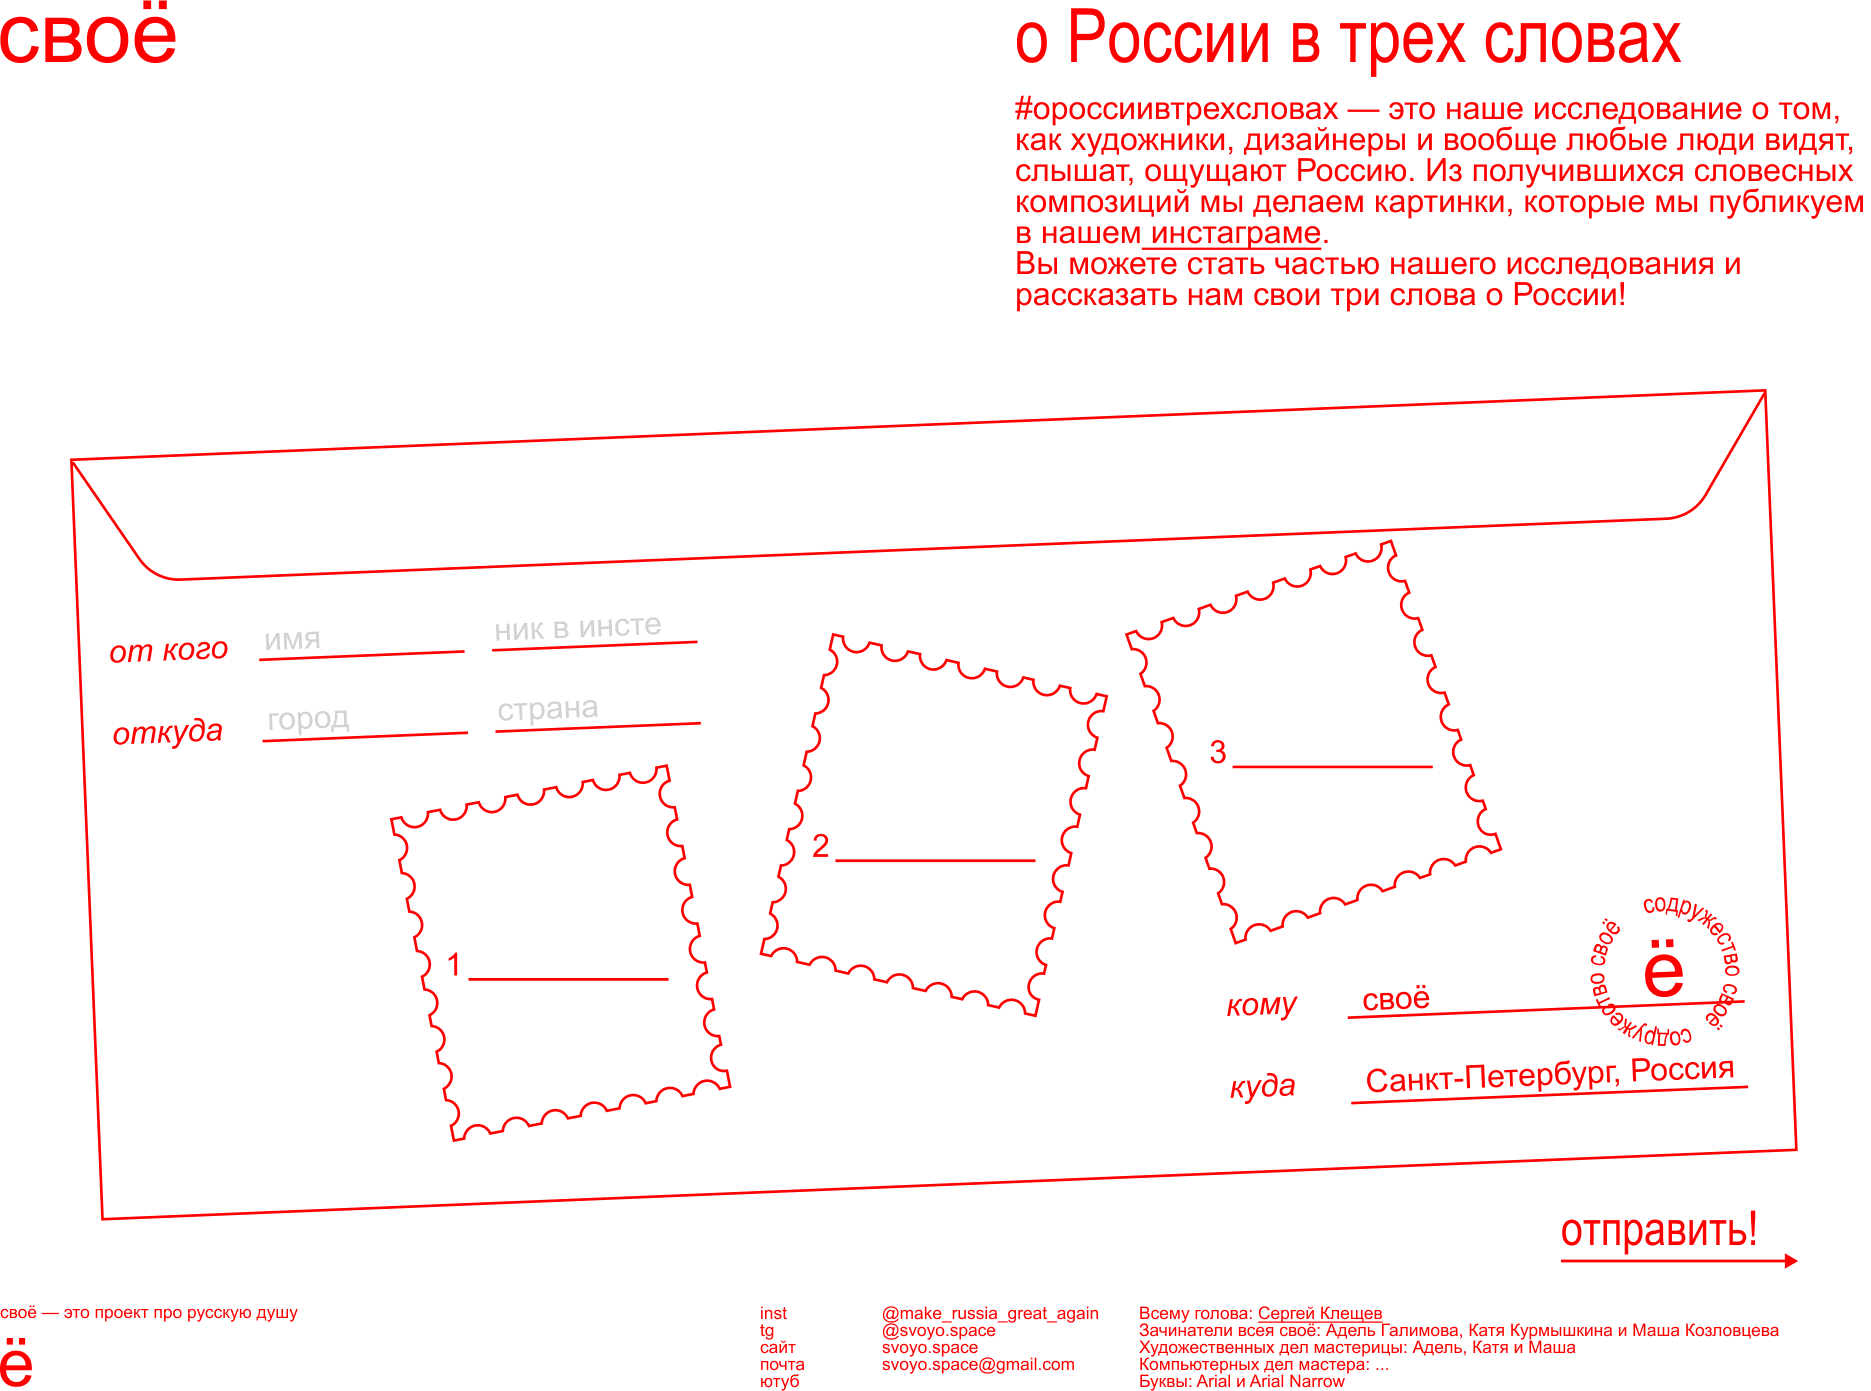 своё
о России в трех словах
#ороссиивтрехсловах — это наше исследование о том,
как художники, дизайнеры и вообще любые люди видят,
слышат, ощущают Россию. Из получившихся словесных
композиций мы делаем картинки, которые мы публикуем
в нашем инстаграме.
Вы можете стать частью нашего исследования и
рассказать нам свои три слова о России!
от кого имя ник в инсте
откуда город страна
1
2
3
содружество своё содружество своё
ё
кому своё
куда Санкт-Петербург, Россия
отправить!
своё — это проект про русскую душу
ё
inst @make_russia_great_again
tg @svoyo.space
сайт svoyo.space
почта svoyo.space@gmail.com
ютуб
Всему голова: Сергей Клещев
Зачинатели всея своё: Адель Галимова, Катя Курмышкина и Маша Козловцева
Художественных дел мастерицы: Адель, Катя и Маша
Компьютерных дел мастера: ...
Буквы: Arial и Arial Narrow